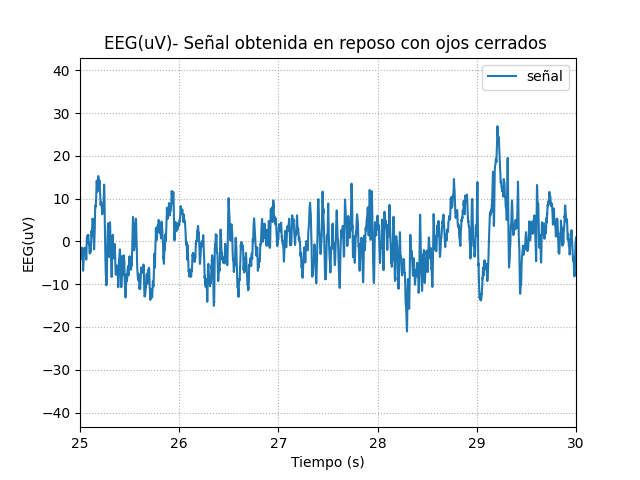 EEG(uV)- Señal obtenida en reposo con ojos cerrados
señal
EEG(uV)
40
30
20
10
0
−10
−20
−30
−40
25 26 27 28 29 30
Tiempo (s)